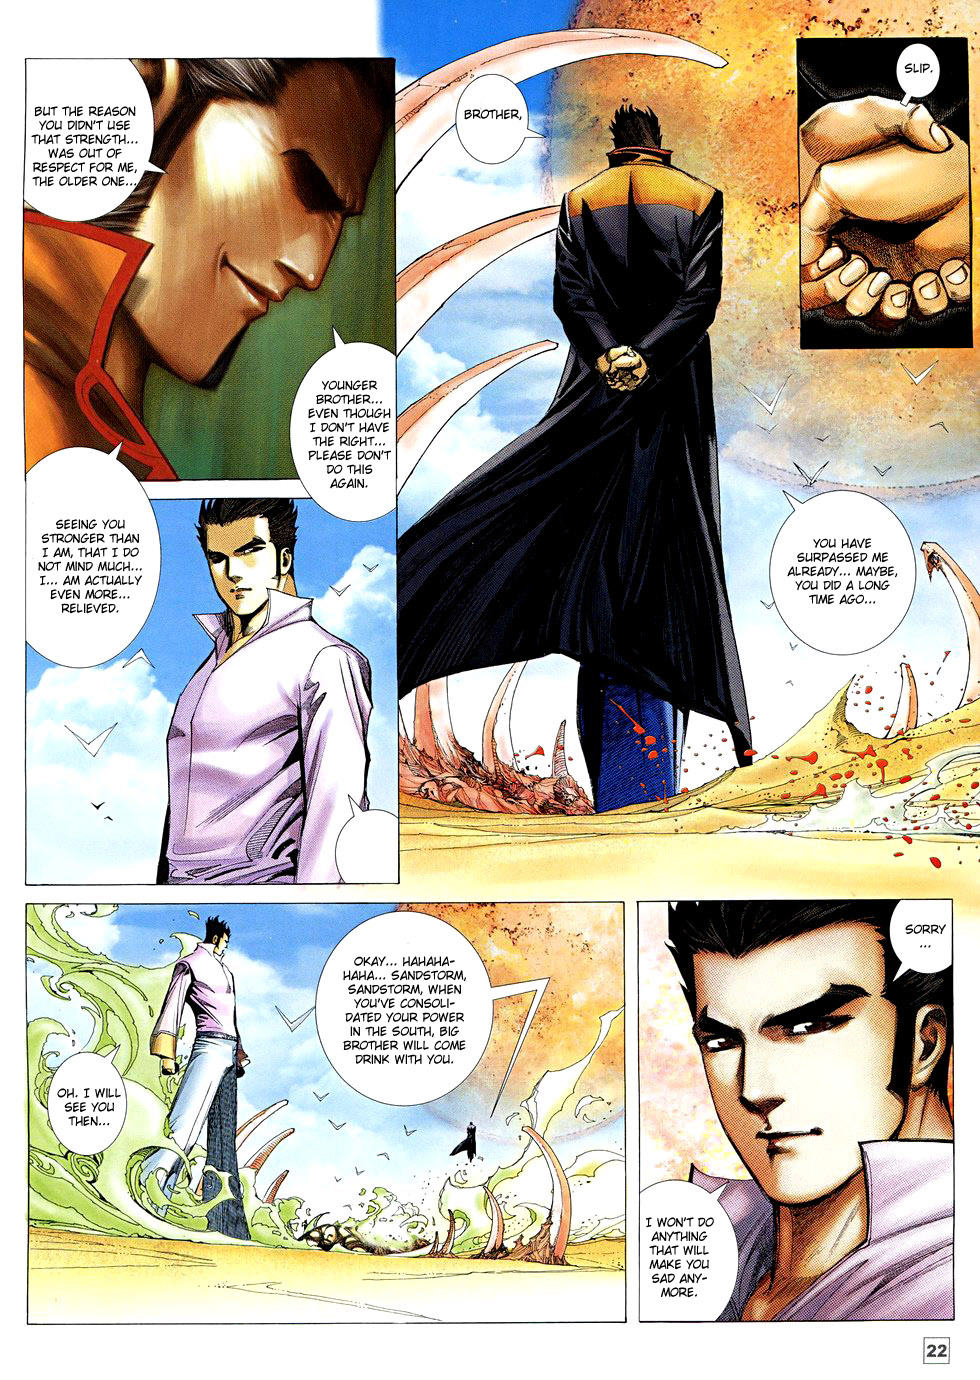 SLIP.
BROTHER,
YOU HAVE
SURPASSED ME
ALREADY... MAYBE,
YOU DID A LONG
TIME AGO...
BUT THE REASON
YOU DIDN'T USE
THAT STRENGTH...
WAS OUT OF
RESPECT FOR ME,
THE OLDER ONE...
YOUNGER
BROTHER...
EVEN THOUGH
I DON'T HAVE
THE RIGHT...
PLEASE DON'T
DO THIS
AGAIN.
SEEING YOU
STRONGER THAN
I AM, THAT I DO
NOT MIND MUCH...
I... AM ACTUALLY
EVEN MORE...
RELIEVED.
SORRY
...
I WON'T DO
ANYTHING
THAT WILL
MAKE YOU
SAD ANY-
MORE.
OKAY... HAHAHA-
HAHA... SANDSTORM,
SANDSTORM, WHEN
YOU'VE CONSOLI-
DATED YOUR POWER
IN THE SOUTH, BIG
BROTHER WILL COME
DRINK WITH YOU.
OH. I WILL
SEE YOU
THEN...
22